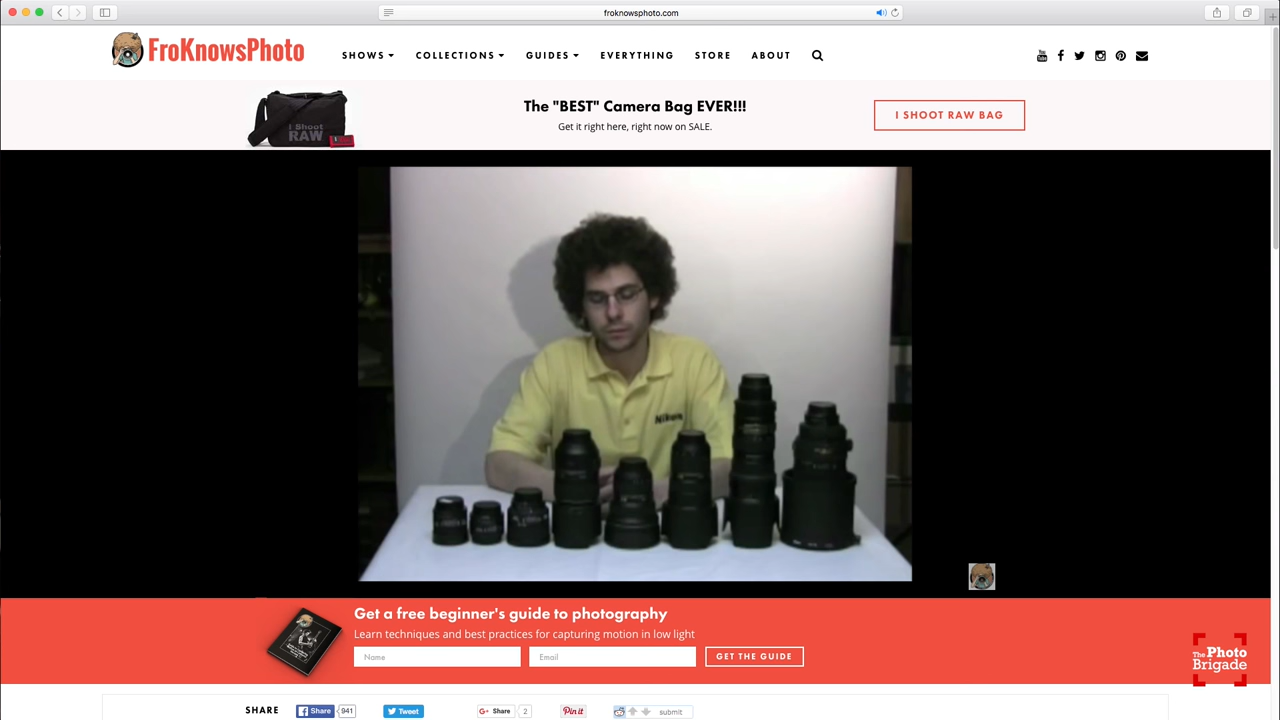 froknowsphoto.com
FroKnowsPhoto
SHOWS COLLECTIONS GUIDES EVERYTHING STORE ABOUT
I Shoot
RAW
The "BEST" Camera Bag EVER!!!
Get it right here, right now on SALE.
I SHOOT RAW BAG
Nikon
Get a free beginner's guide to photography
Learn techniques and best practices for capturing motion in low light
Name
Email
GET THE GUIDE
The Photo
Brigade
SHARE
Share 941
Tweet
G+ Share 2
Pin it
submit